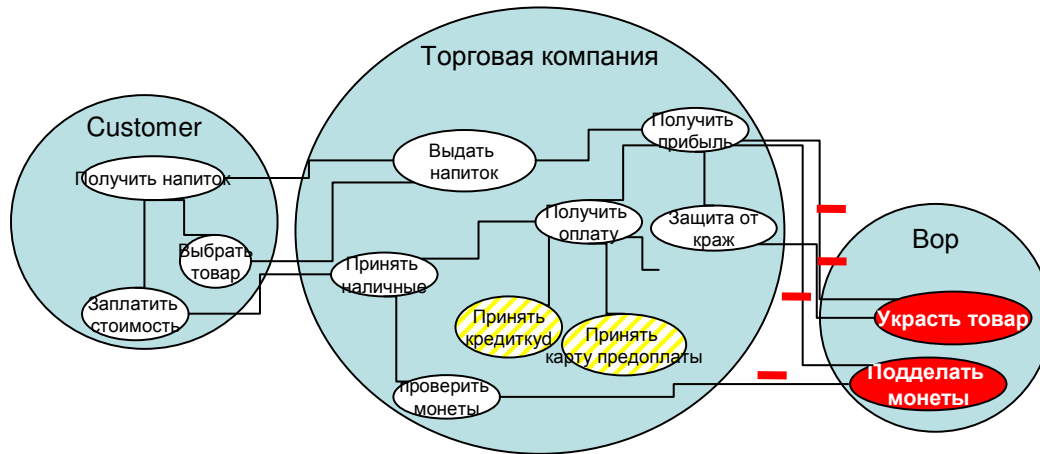 Торговая компания
Customer
Получить напиток
Выбрать
товар
Заплатить
стоимость
Выдать
напиток
Получить
прибыль
Получить
оплату
Защита от
краж
Принять
наличные
Принять
кредиткуd
Принять
карту предоплаты
проверить
монеты
Вор
Украсть товар
Подделать
монеты